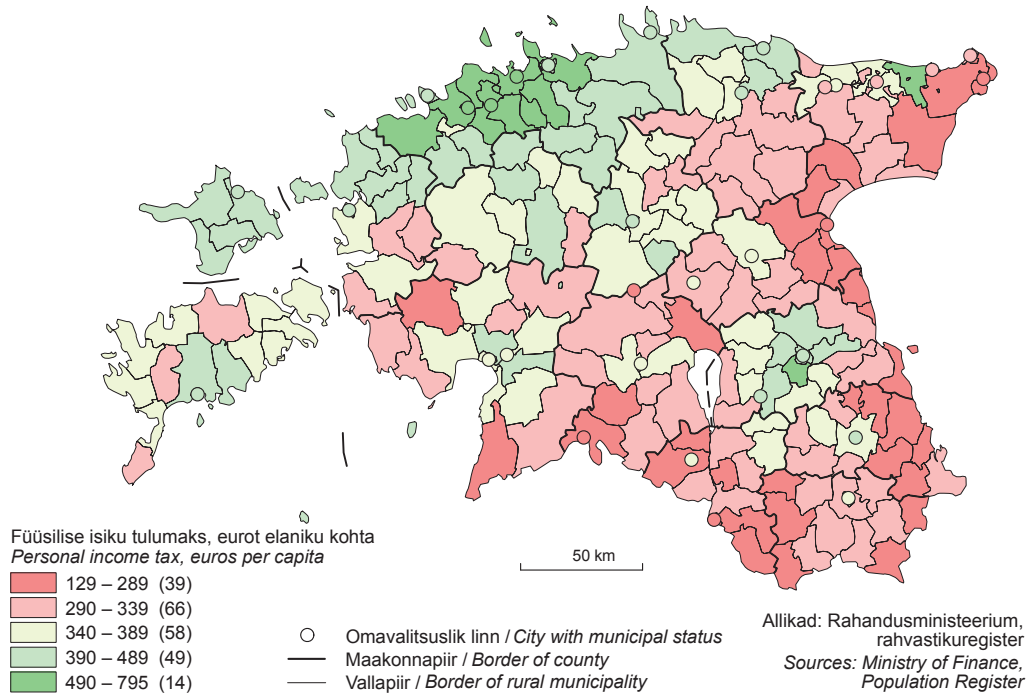 Füüsilise isiku tulumaks, eurot elaniku kohta
Personal income tax, euros per capita
129 – 289 (39)
290 – 339 (66)
340 – 389 (58)
390 – 489 (49)
490 – 795 (14)
50 km
Omavalitsuslik linn / City with municipal status
Maakonnapiir / Border of county
Vallapiir / Border of rural municipality
Allikad: Rahandusministeerium,
rahvastikuregister
Sources: Ministry of Finance,
Population Register